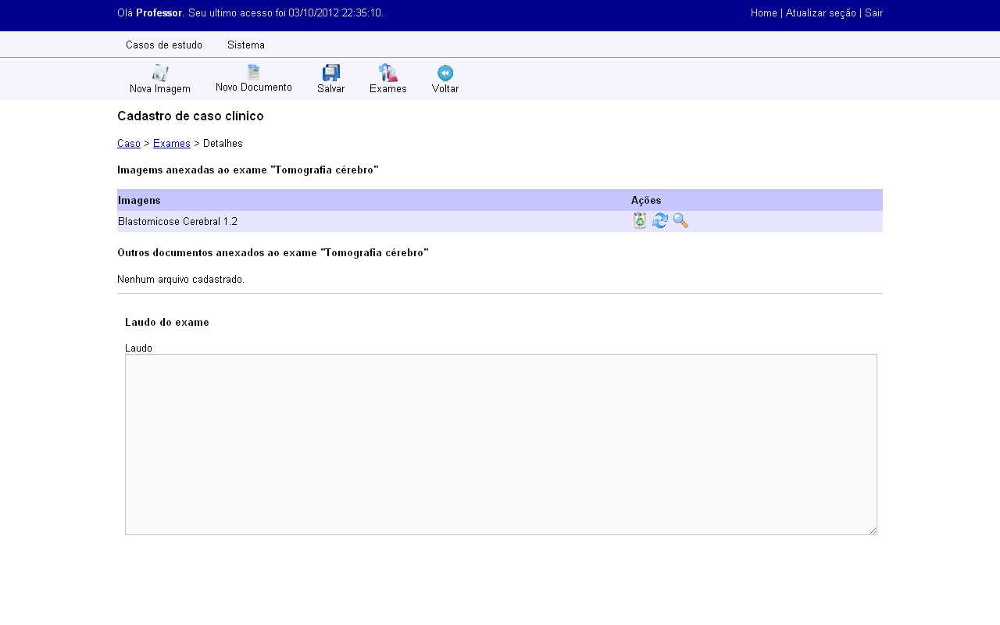 Olá Professor. Seu ultimo acesso foi 03/10/2012 22:35:10.
Home | Atualizar seção | Sair
Casos de estudo Sistema
Nova Imagem Novo Documento Salvar Exames Voltar
Cadastro de caso clínico
Caso > Exames > Detalhes
Imagems anexadas ao exame "Tomografia cérebro"
Imagens Ações
Blastomicose Cerebral 1.2
Outros documentos anexados ao exame "Tomografia cérebro"
Nenhum arquivo cadastrado.
Laudo do exame
Laudo